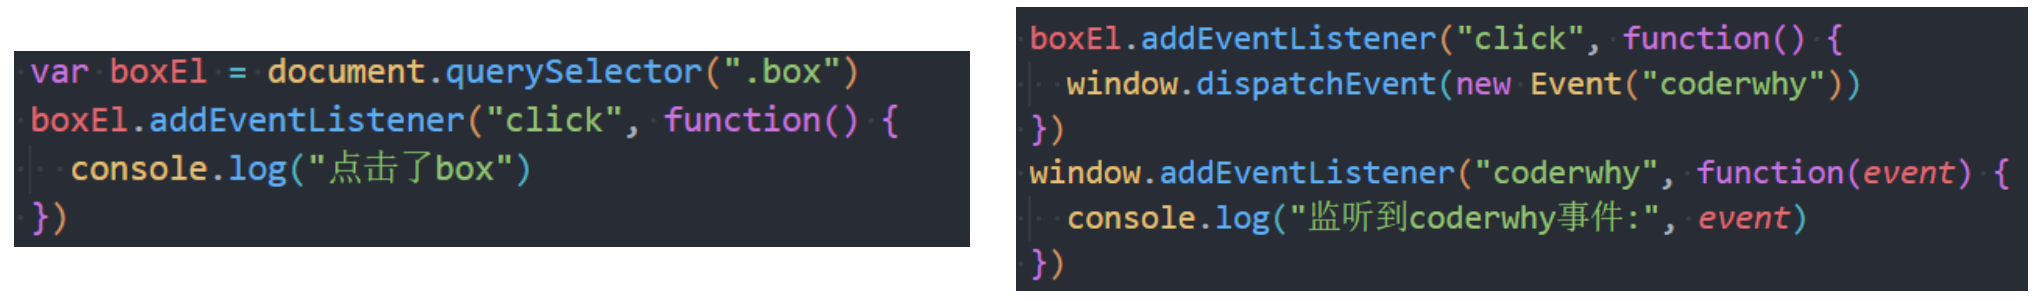 var boxEl = document.querySelector(".box")
boxEl.addEventListener("click", function() {
  console.log("点击了box")
})
boxEl.addEventListener("click", function() {
  window.dispatchEvent(new Event("coderwhy"))
})
window.addEventListener("coderwhy", function(event) {
  console.log("监听到coderwhy事件:", event)
})